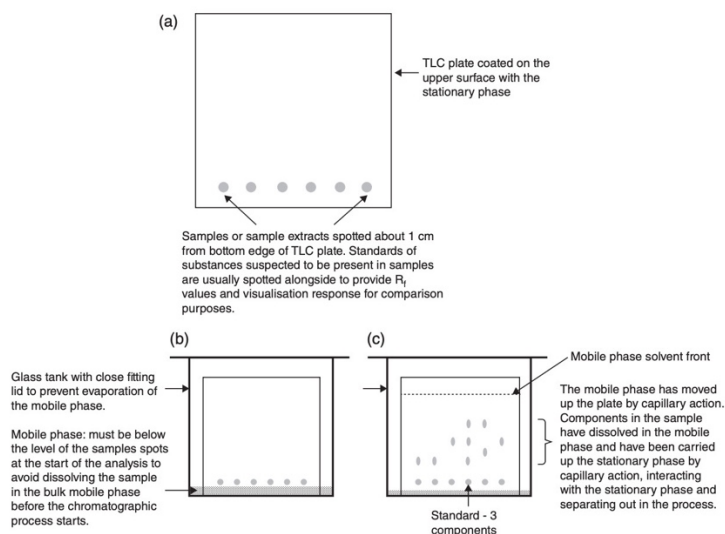 (a)
TLC plate coated on the
upper surface with the
stationary phase
Samples or sample extracts spotted about 1 cm
from bottom edge of TLC plate. Standards of
substances suspected to be present in samples
are usually spotted alongside to provide Rf
values and visualisation response for comparison
purposes.
(b)
Glass tank with close fitting
lid to prevent evaporation of
the mobile phase.
Mobile phase: must be below
the level of the samples spots
at the start of the analysis to
avoid dissolving the sample
in the bulk mobile phase
before the chromatographic
process starts.
(c)
Mobile phase solvent front
The mobile phase has moved
up the plate by capillary action.
Components in the sample
have dissolved in the mobile
phase and have been carried
up the stationary phase by
capillary action, interacting
with the stationary phase and
separating out in the process.
Standard - 3
components